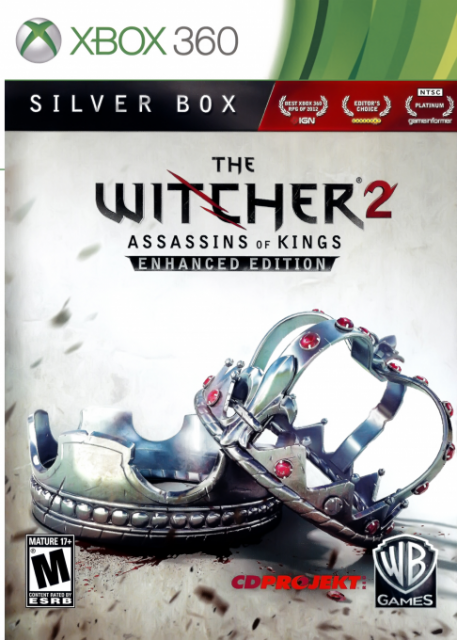 XBOX 360
SILVER BOX
NTSC
BEST XBOX 360
RPG OF 2012
IGN
EDITOR'S
CHOICE
PLATINUM
gameinformer
THE
WITCHER 2
ASSASSINS OF KINGS
ENHANCED EDITION
MATURE 17+
M
CONTENT RATED BY
ESRB
CDPROJEKT
WB
GAMES